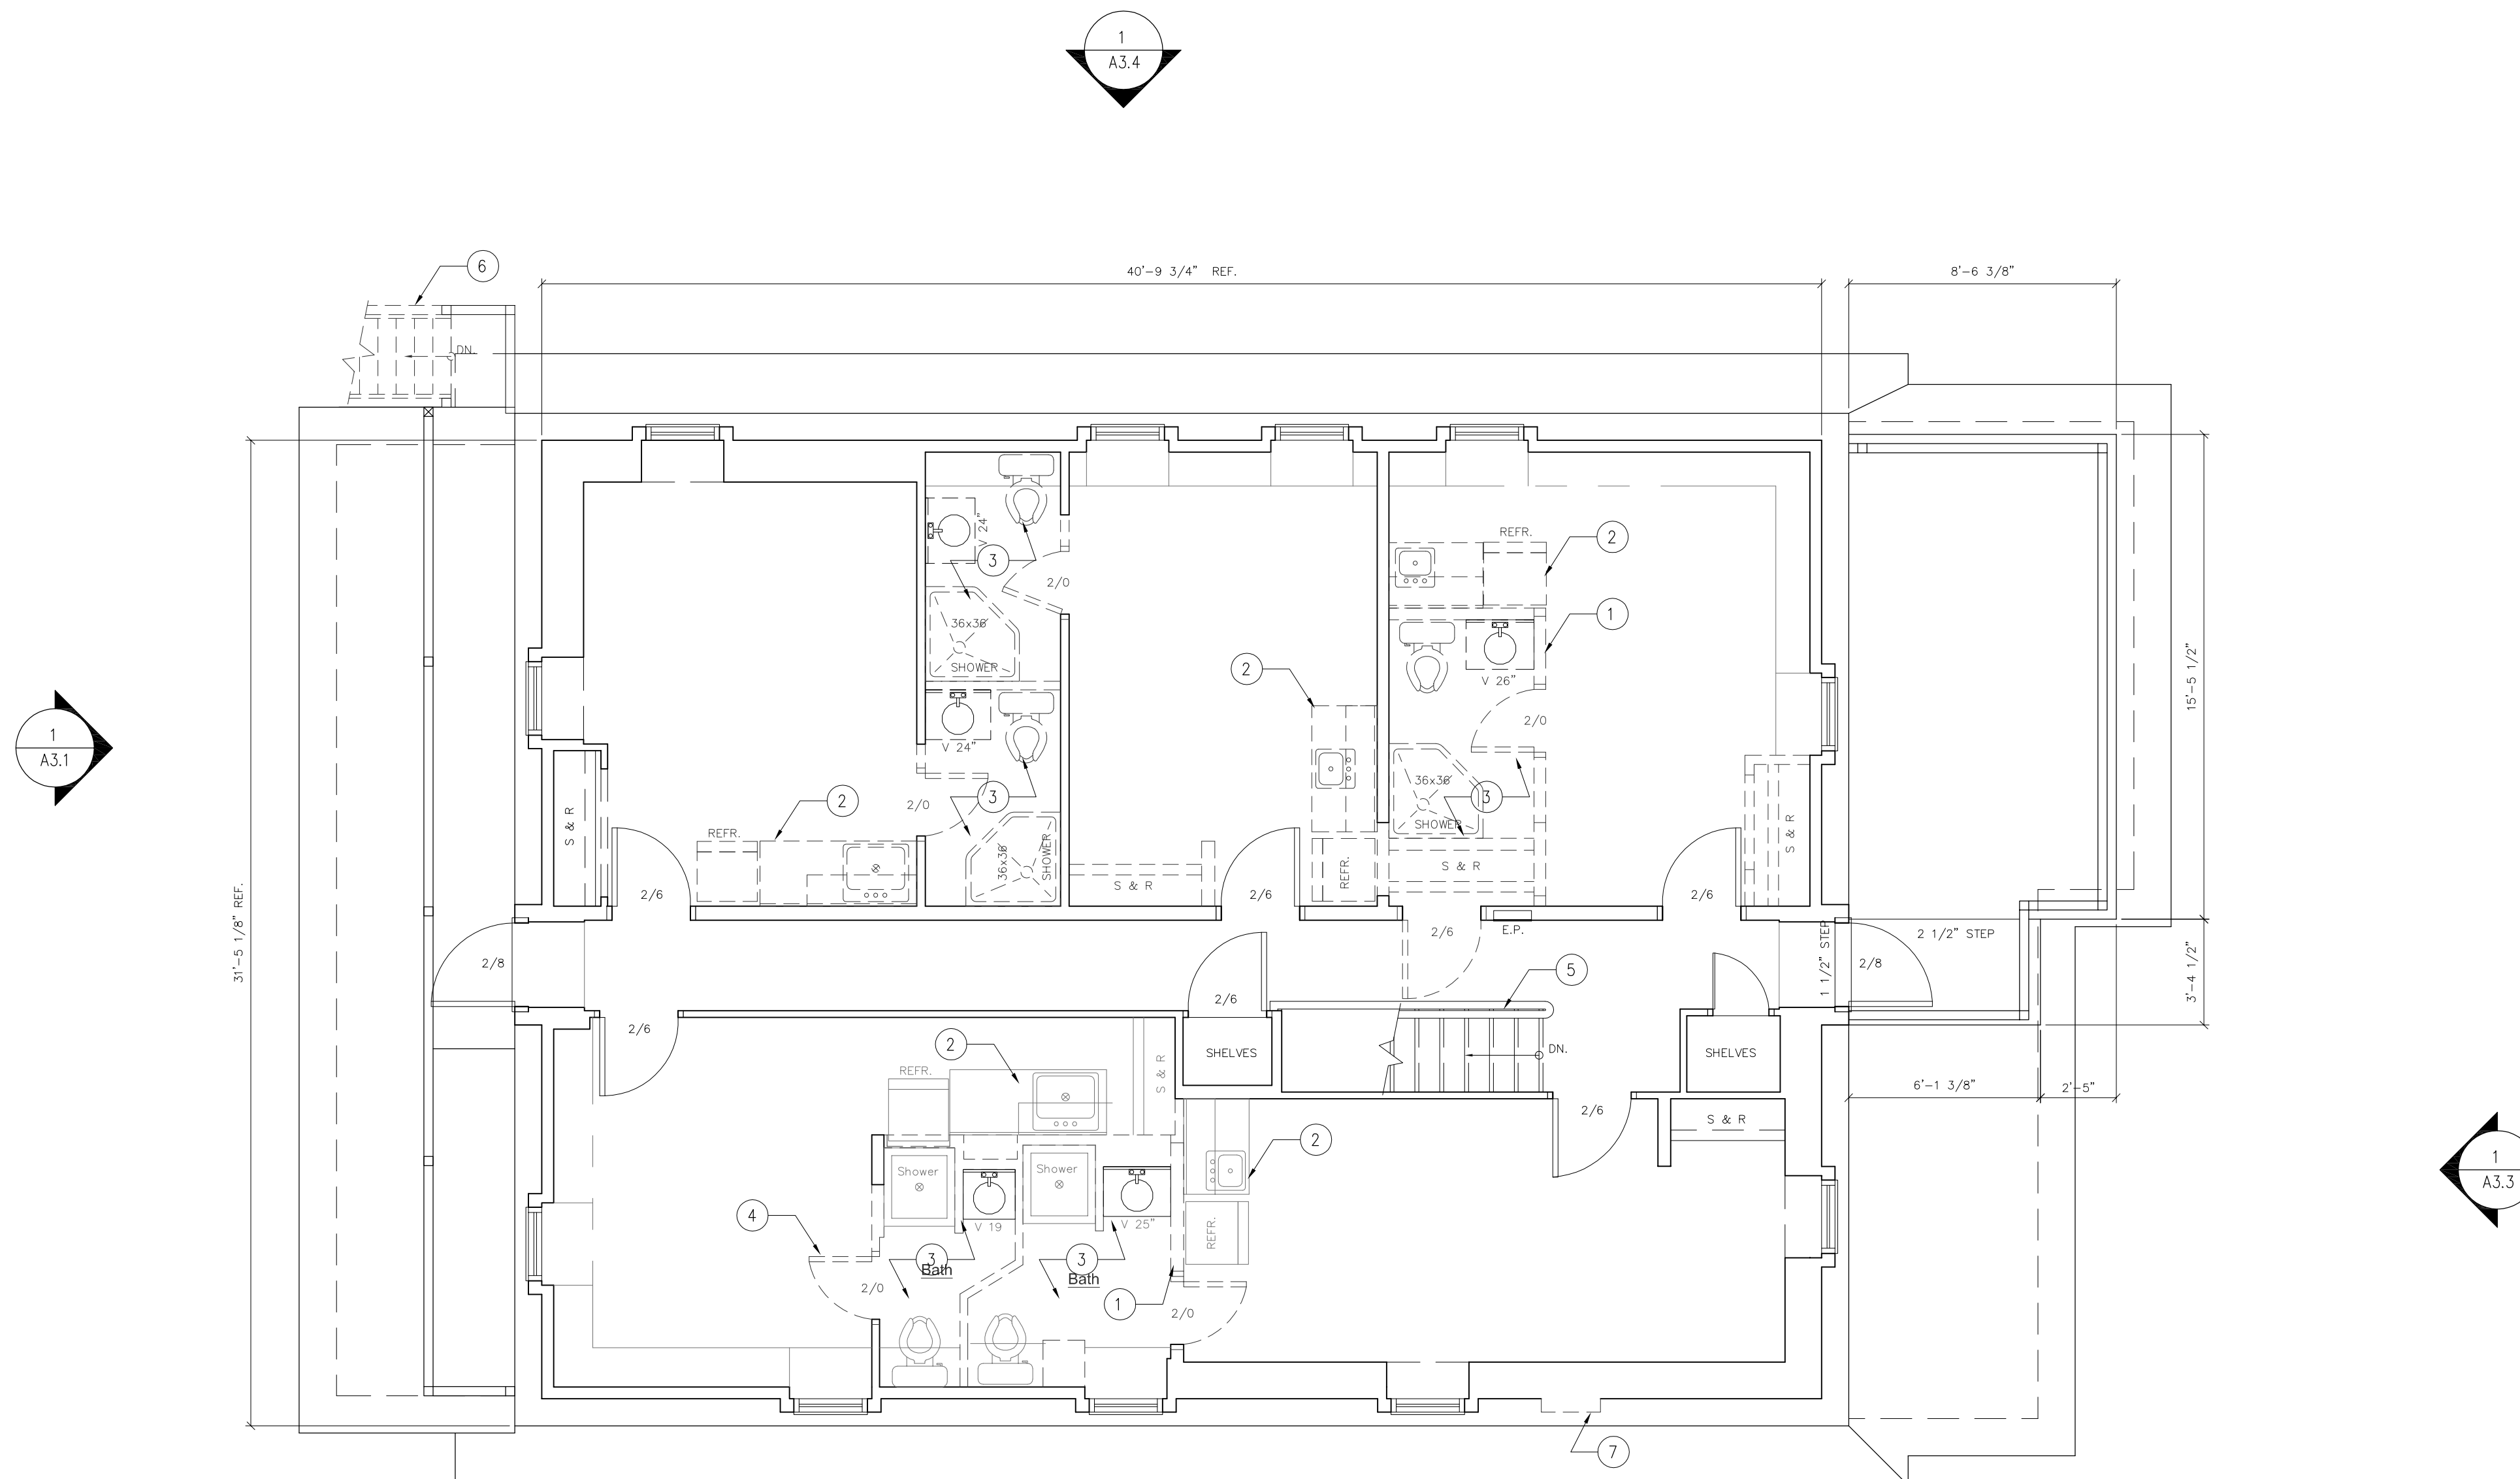 1
A3.4
6
40'-9 3/4" REF.
8'-6 3/8"
DN.
REFR.
2
V 24"
3
2/0
36x36
SHOWER
1
2
V 26"
15'-5 1/2"
2/0
V 24"
1
A3.1
S & R
2
2/0
3
36x36
SHOWER
36x36
3
SHOWER
S & R
REFR.
S & R
REFR.
S & R
2/6
2/6
2/6
31'-5 1/8" REF.
2/6
E.P.
2/8
5
1 1/2" STEP
2 1/2" STEP
2/8
3'-4 1/2"
2/6
2/6
2
SHELVES
DN.
SHELVES
REFR.
S & R
6'-1 3/8"
2'-5"
2/6
S & R
2
Shower
Shower
1
A3.3
4
V 19
V 25"
REFR.
3
Bath
3
Bath
2/0
1
2/0
7